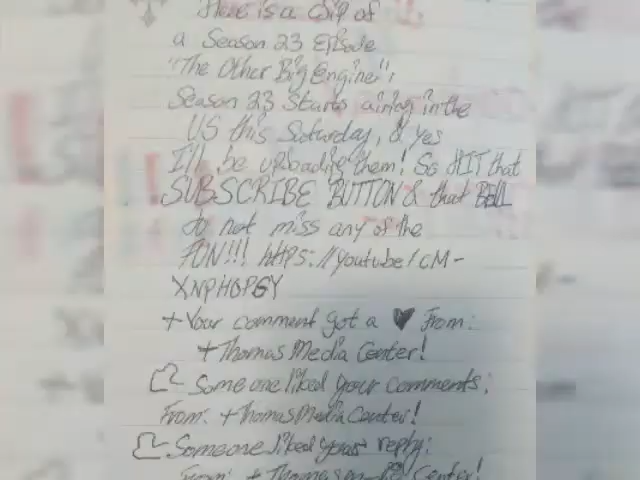 Here is a clip of
a Season 23 Episode
"The Other Big Engine",
Season 23 Starts airing in the
US this Saturday, & yes
I'll be uploading them! So HIT that
SUBSCRIBE BUTTON & that BELL
to not miss any of the
FUN!!! https://youtube/cM-
XNPHDPGY
+Your comment got a ♥ From:
+Thomas Media Center!
Someone liked your comments:
From: +Thomas Media Center!
Someone liked your reply:
From: + Center!